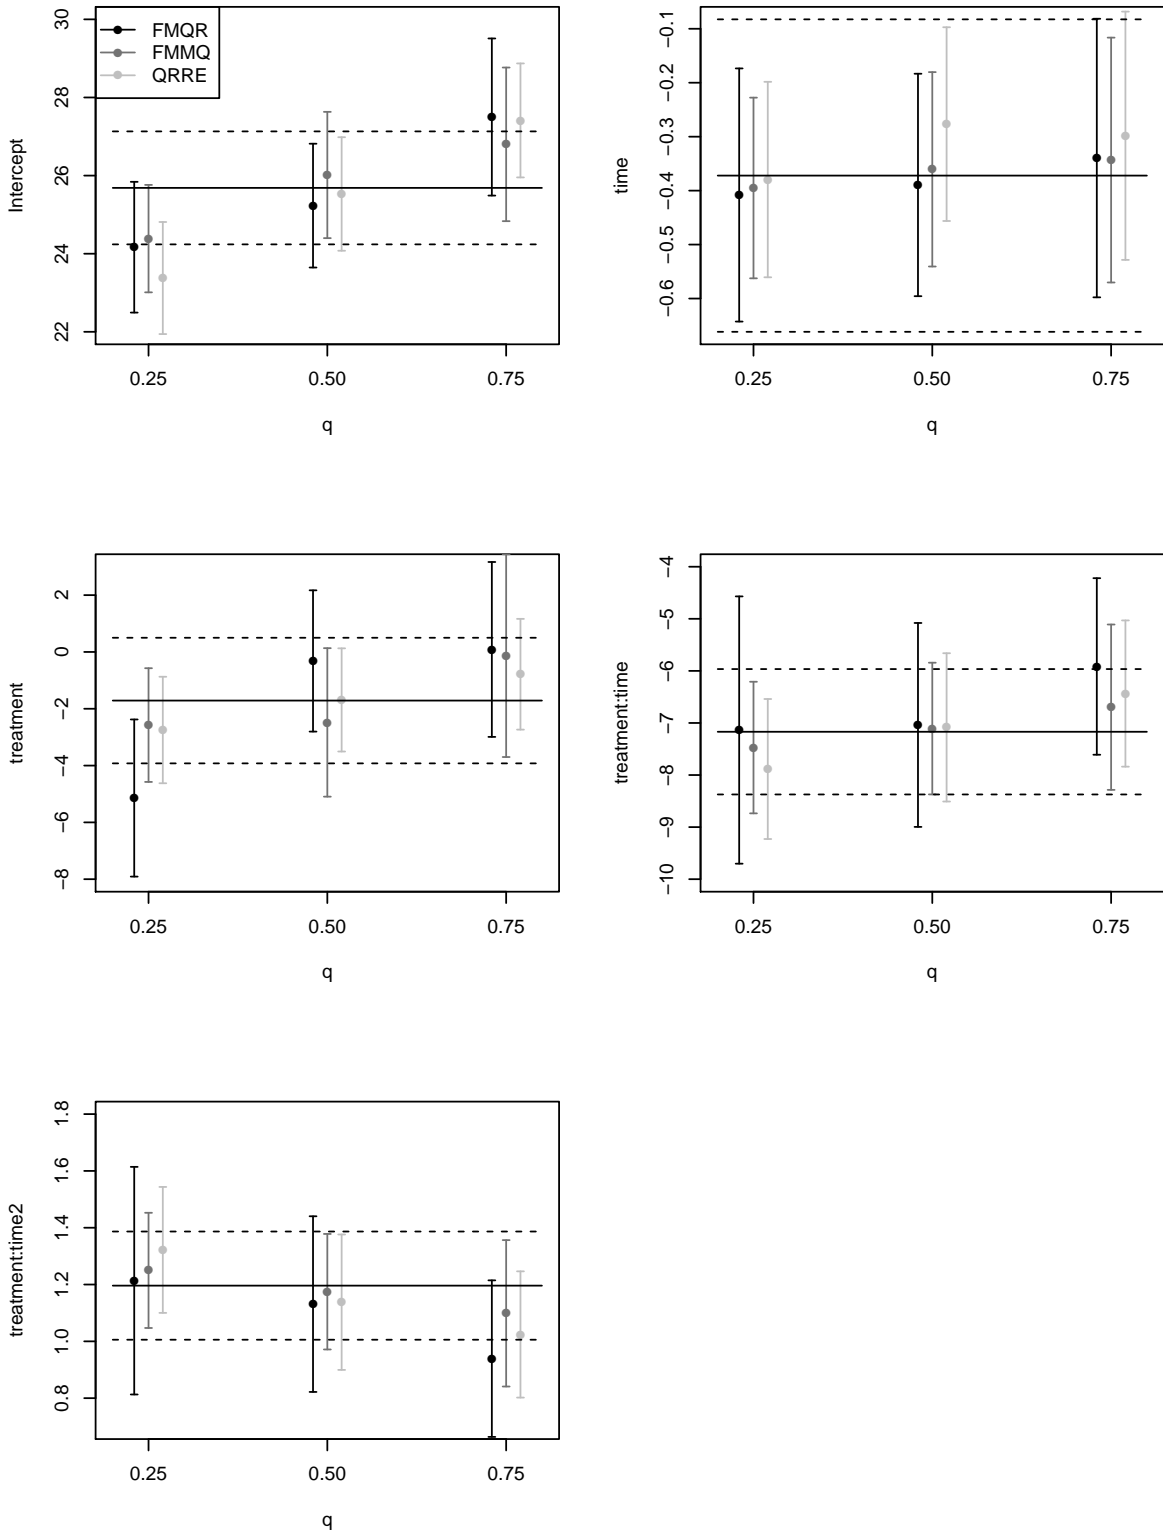 Intercept
30
28
26
24
22
FMQR
FMMQ
QRRE
0.25 0.50 0.75
q
time
−0.1
−0.2
−0.3
−0.4
−0.5
−0.6
0.25 0.50 0.75
q
treatment
2
0
−2
−4
−6
−8
0.25 0.50 0.75
q
treatment:time
−4
−5
−6
−7
−8
−9
−10
0.25 0.50 0.75
q
treatment:time2
1.8
1.6
1.4
1.2
1.0
0.8
0.25 0.50 0.75
q